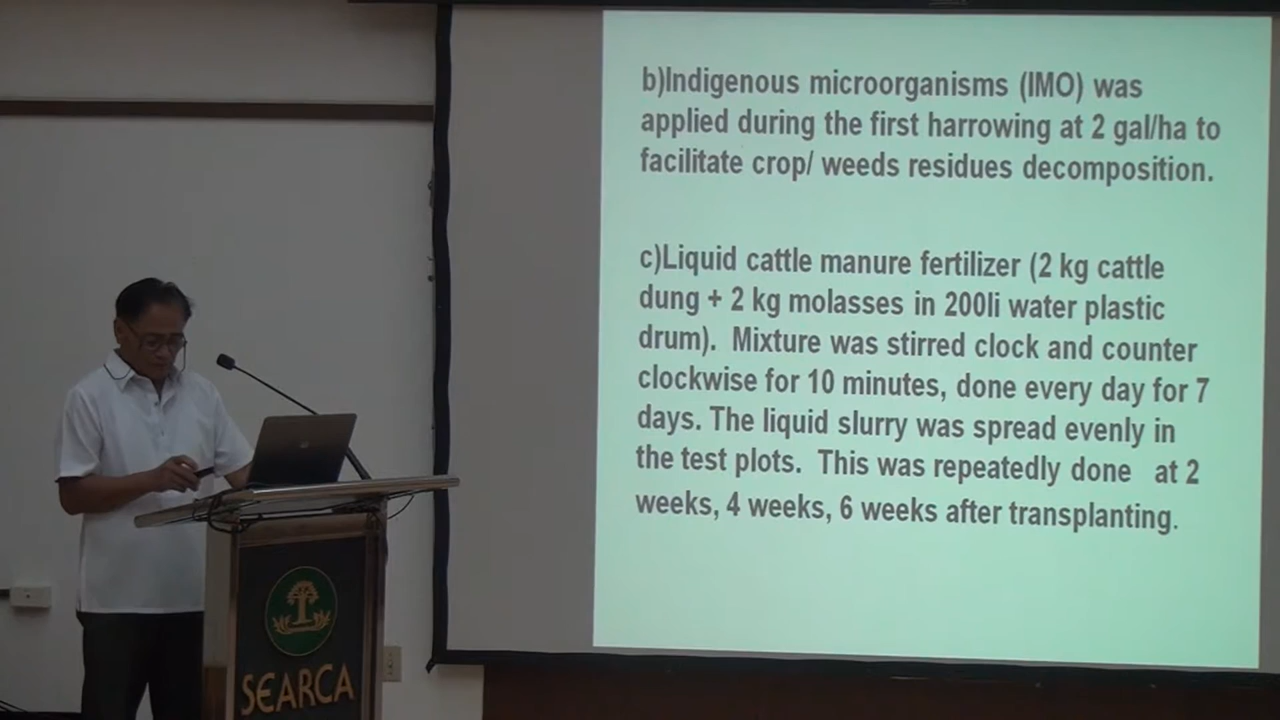 b)Indigenous microorganisms (IMO) was
applied during the first harrowing at 2 gal/ha to
facilitate crop/ weeds residues decomposition.
c)Liquid cattle manure fertilizer (2 kg cattle
dung + 2 kg molasses in 200li water plastic
drum). Mixture was stirred clock and counter
clockwise for 10 minutes, done every day for 7
days. The liquid slurry was spread evenly in
the test plots. This was repeatedly done at 2
weeks, 4 weeks, 6 weeks after transplanting.
SEARCA